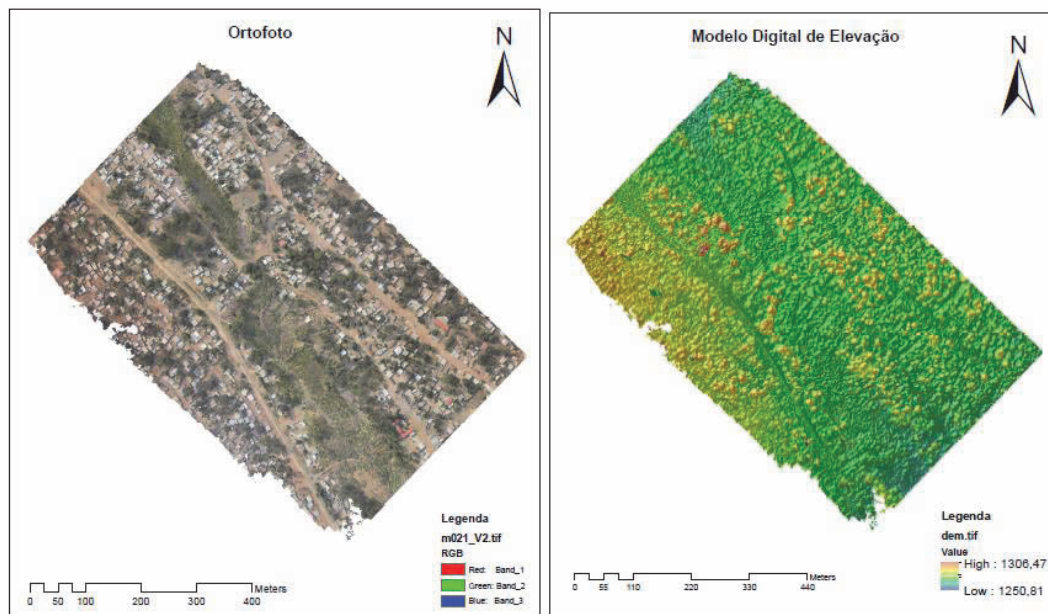 Ortofoto
N
Legenda
m021_V2.tif
RGB
Red: Band_1
Green: Band_2
Blue: Band_3
Meters
0 50 100 200 300 400
Modelo Digital de Elevação
N
Legenda
dem.tif
Value
High : 1306,47
Low : 1250,81
Meters
0 55 110 220 330 440